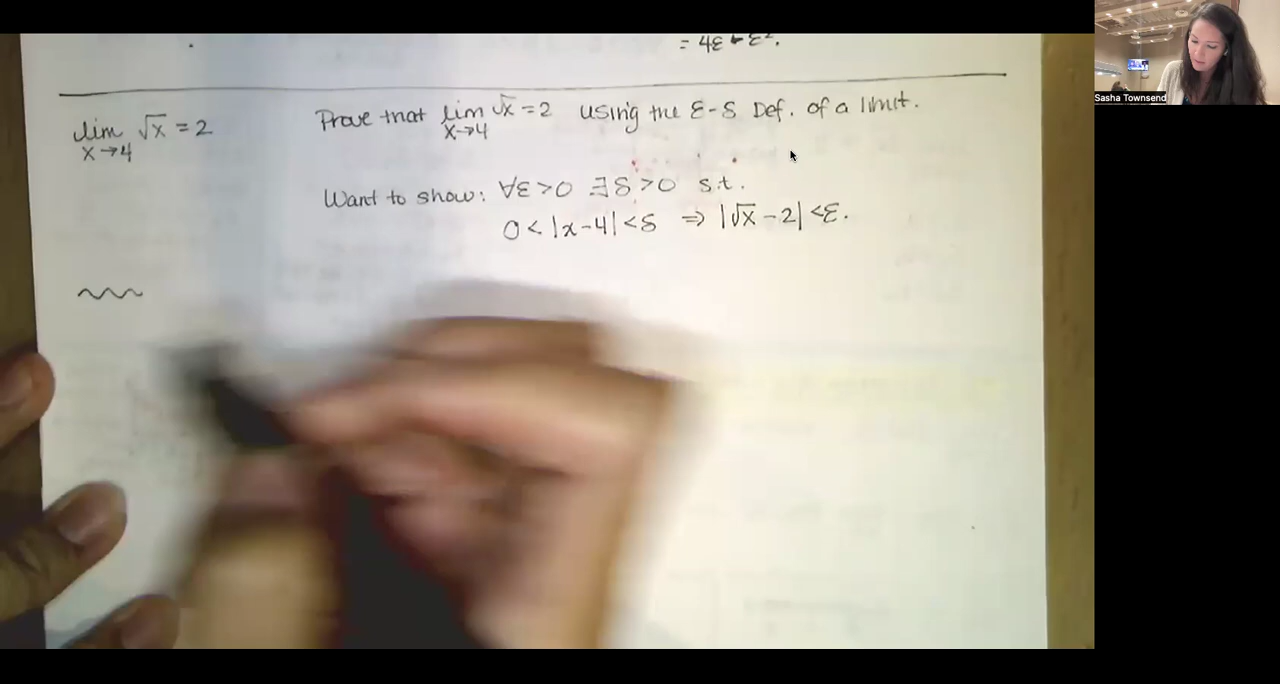 = 4ε - ε².
lim √x = 2
x→4
Prove that lim √x = 2 using the ε-δ Def. of a limit.
x→4
Want to show: ∀ε>0 ∃δ>0 s.t.
0 < |x-4| < δ ⇒ |√x - 2| < ε.
Sasha Townsend